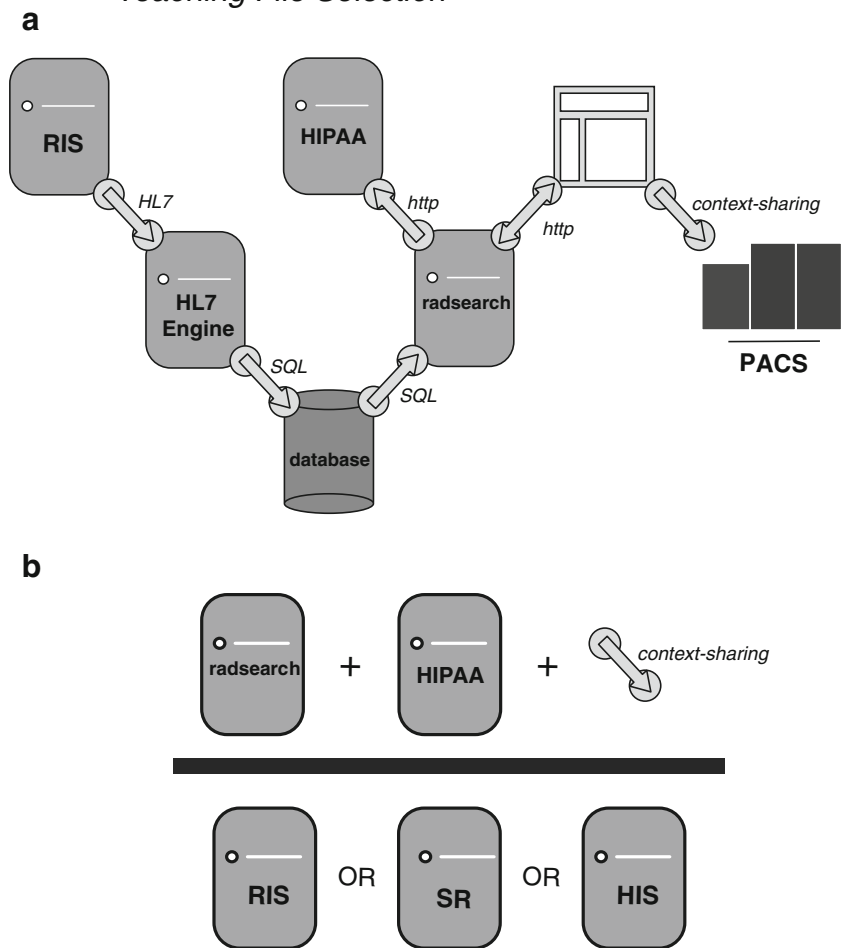 Teaching File Selection
a
RIS
HIPAA
HL7
http
http
context-sharing
HL7
Engine
radsearch
PACS
SQL
SQL
database
b
radsearch
+
HIPAA
+
context-sharing
RIS
OR
SR
OR
HIS